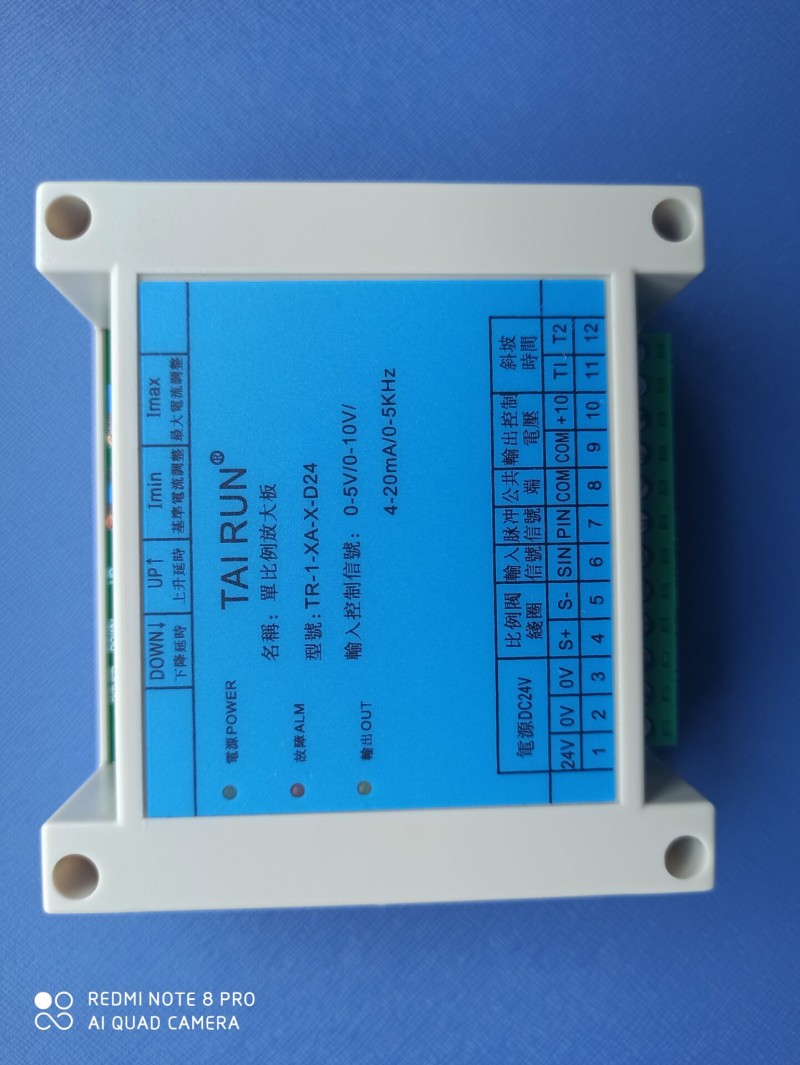 DOWN↓ UP↑ Imin Imax
下降延時 上升延時 基準電流調整 最大電流調整
TAIRUN®
名稱：單比例放大板
型號：TR-1-XA-X-D24
輸入控制信號：0-5V/0-10V/
4-20mA/0-5KHz
電源POWER
故障ALM
輸出OUT
電源DC24V 比例閥 輸入 脉冲 公共 輸出控制 斜坡
綫圈 信號 信號 端 電壓 時間
24V 0V 0V S+ S- SIN PIN COM COM +10 T1 T2
1 2 3 4 5 6 7 8 9 10 11 12
REDMI NOTE 8 PRO
AI QUAD CAMERA